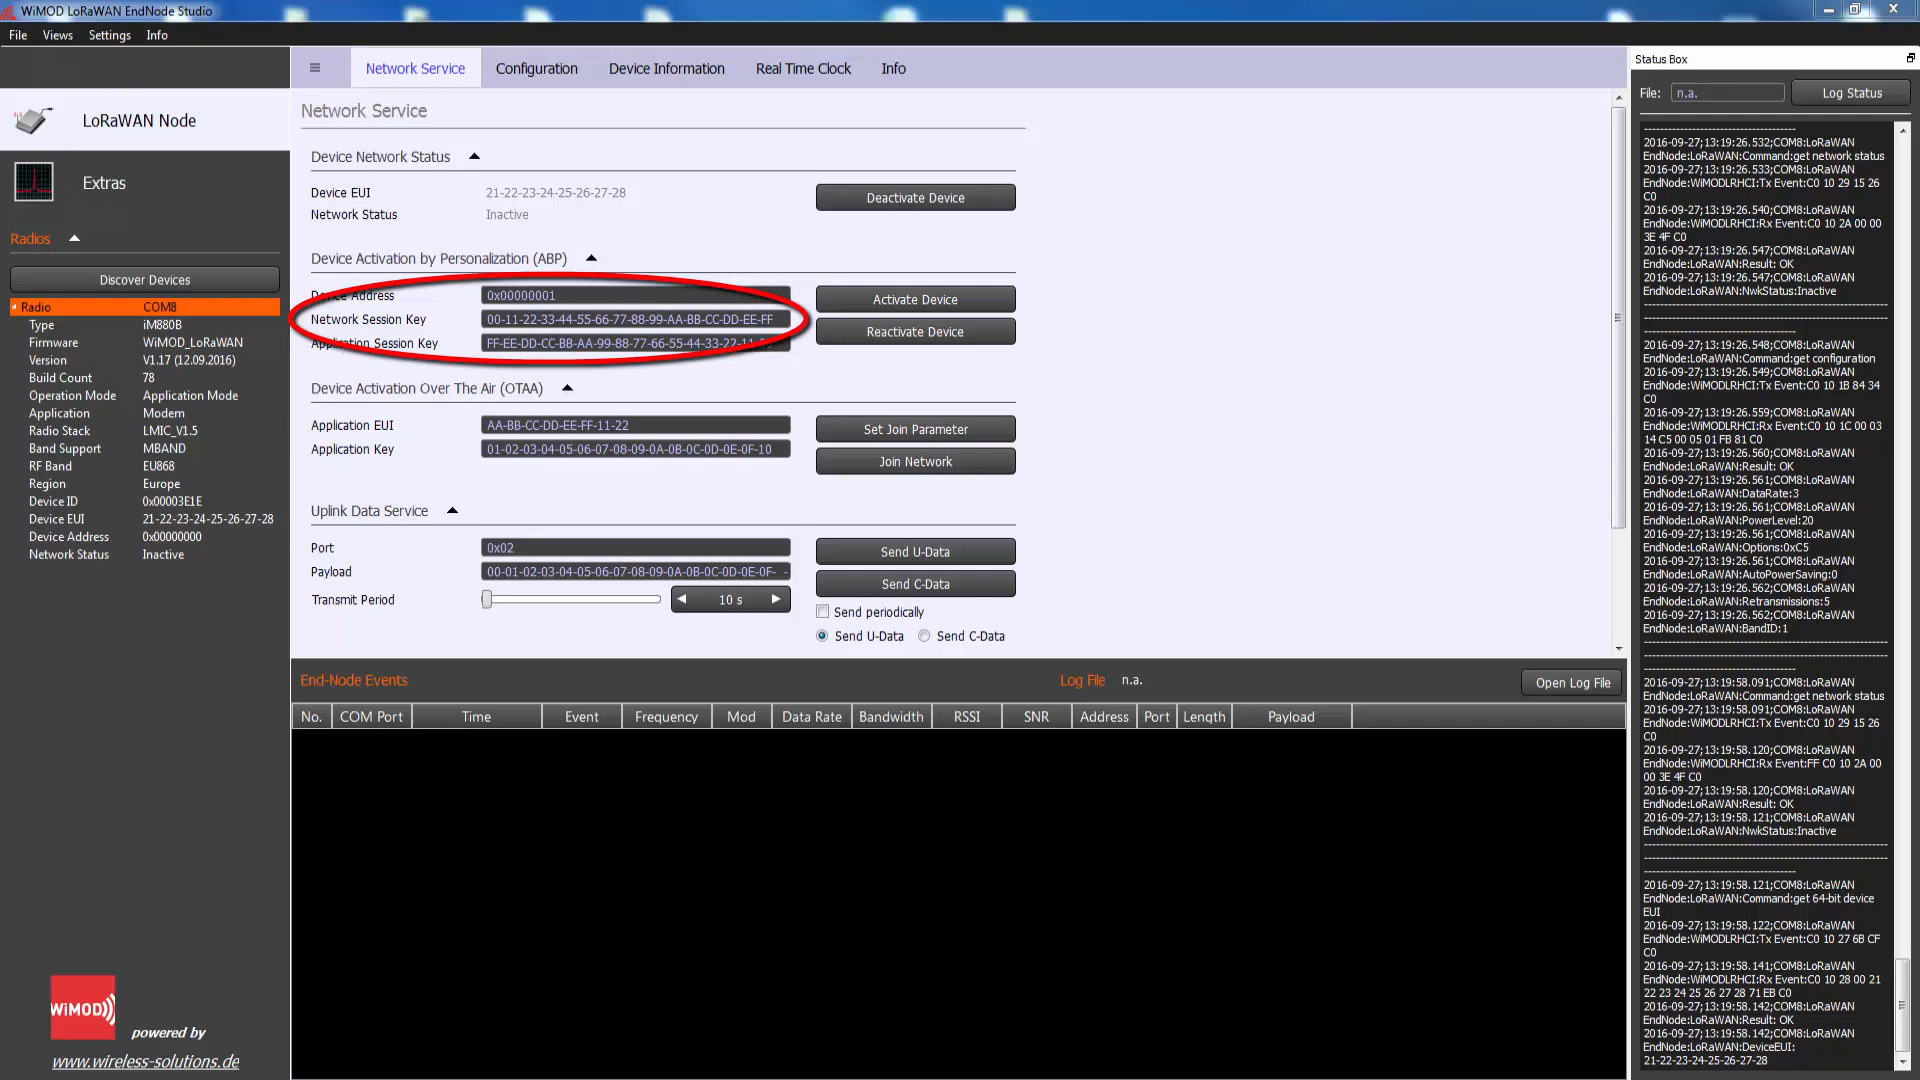 WiMOD LoRaWAN EndNode Studio
File Views Settings Info
LoRaWAN Node
Extras
Radios
Discover Devices
Radio COM8
Type iM880B
Firmware WiMOD_LoRaWAN
Version V1.17 (12.09.2016)
Build Count 78
Operation Mode Application Mode
Application Modem
Radio Stack LMIC_V1.5
Band Support MBAND
RF Band EU868
Region Europe
Device ID 0x00003E1E
Device EUI 21-22-23-24-25-26-27-28
Device Address 0x00000000
Network Status Inactive
WiMOD
powered by
www.wireless-solutions.de
Network Service Configuration Device Information Real Time Clock Info
Network Service
Device Network Status
Device EUI 21-22-23-24-25-26-27-28
Deactivate Device
Network Status Inactive
Device Activation by Personalization (ABP)
Device Address 0x00000001
Activate Device
Network Session Key 00-11-22-33-44-55-66-77-88-99-AA-BB-CC-DD-EE-FF
Reactivate Device
Application Session Key FF-EE-DD-CC-BB-AA-99-88-77-66-55-44-33-22-11-
Device Activation Over The Air (OTAA)
Application EUI AA-BB-CC-DD-EE-FF-11-22
Set Join Parameter
Application Key 01-02-03-04-05-06-07-08-09-0A-0B-0C-0D-0E-0F-10
Join Network
Uplink Data Service
Port 0x02
Send U-Data
Payload 00-01-02-03-04-05-06-07-08-09-0A-0B-0C-0D-0E-0F- -
Send C-Data
Transmit Period 10 s
Send periodically
Send U-Data Send C-Data
End-Node Events Log File n.a. Open Log File
No. COM Port Time Event Frequency Mod Data Rate Bandwidth RSSI SNR Address Port Length Payload
Status Box
File: n.a. Log Status
----------------------------------------
2016-09-27;13:19:26.532;COM8:LoRaWAN
EndNode:LoRaWAN:Command:get network status
2016-09-27;13:19:26.533;COM8:LoRaWAN
EndNode:WiMODLRHCI:Tx Event:C0 10 29 15 26
C0
2016-09-27;13:19:26.540;COM8:LoRaWAN
EndNode:WiMODLRHCI:Rx Event:C0 10 2A 00 00
3E 4F C0
2016-09-27;13:19:26.547;COM8:LoRaWAN
EndNode:LoRaWAN:Result: OK
2016-09-27;13:19:26.547;COM8:LoRaWAN
EndNode:LoRaWAN:NwkStatus:Inactive
----------------------------------------
2016-09-27;13:19:26.548;COM8:LoRaWAN
EndNode:LoRaWAN:Command:get configuration
2016-09-27;13:19:26.549;COM8:LoRaWAN
EndNode:WiMODLRHCI:Tx Event:C0 10 1B 84 34
C0
2016-09-27;13:19:26.559;COM8:LoRaWAN
EndNode:WiMODLRHCI:Rx Event:C0 10 1C 00 03
14 C5 00 05 01 FB 81 C0
2016-09-27;13:19:26.560;COM8:LoRaWAN
EndNode:LoRaWAN:Result: OK
2016-09-27;13:19:26.561;COM8:LoRaWAN
EndNode:LoRaWAN:DataRate:3
2016-09-27;13:19:26.561;COM8:LoRaWAN
EndNode:LoRaWAN:PowerLevel:20
2016-09-27;13:19:26.561;COM8:LoRaWAN
EndNode:LoRaWAN:Options:0xC5
2016-09-27;13:19:26.561;COM8:LoRaWAN
EndNode:LoRaWAN:AutoPowerSaving:0
2016-09-27;13:19:26.562;COM8:LoRaWAN
EndNode:LoRaWAN:Retransmissions:5
2016-09-27;13:19:26.562;COM8:LoRaWAN
EndNode:LoRaWAN:BandID:1
----------------------------------------
2016-09-27;13:19:58.091;COM8:LoRaWAN
EndNode:LoRaWAN:Command:get network status
2016-09-27;13:19:58.091;COM8:LoRaWAN
EndNode:WiMODLRHCI:Tx Event:C0 10 29 15 26
C0
2016-09-27;13:19:58.120;COM8:LoRaWAN
EndNode:WiMODLRHCI:Rx Event:FF C0 10 2A 00
00 3E 4F C0
2016-09-27;13:19:58.120;COM8:LoRaWAN
EndNode:LoRaWAN:Result: OK
2016-09-27;13:19:58.121;COM8:LoRaWAN
EndNode:LoRaWAN:NwkStatus:Inactive
----------------------------------------
2016-09-27;13:19:58.121;COM8:LoRaWAN
EndNode:LoRaWAN:Command:get 64-bit device
EUI
2016-09-27;13:19:58.122;COM8:LoRaWAN
EndNode:WiMODLRHCI:Tx Event:C0 10 27 6B CF
C0
2016-09-27;13:19:58.141;COM8:LoRaWAN
EndNode:WiMODLRHCI:Rx Event:C0 10 28 00 21
22 23 24 25 26 27 28 71 EB C0
2016-09-27;13:19:58.142;COM8:LoRaWAN
EndNode:LoRaWAN:Result: OK
2016-09-27;13:19:58.142;COM8:LoRaWAN
EndNode:LoRaWAN:DeviceEUI:
21-22-23-24-25-26-27-28